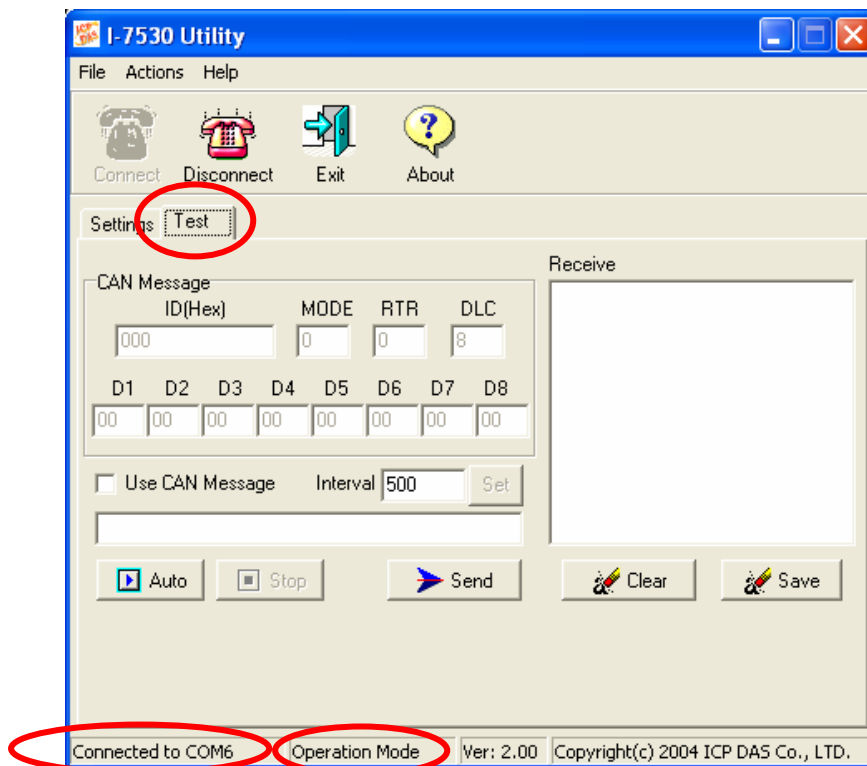 I-7530 Utility
File Actions Help
Connect Disconnect Exit About
Settings Test
Receive
CAN Message
ID(Hex) MODE RTR DLC
000 0 0 8
D1 D2 D3 D4 D5 D6 D7 D8
00 00 00 00 00 00 00 00
Use CAN Message Interval 500 Set
Auto Stop Send Clear Save
Connected to COM6 Operation Mode Ver: 2.00 Copyright(c) 2004 ICP DAS Co., LTD.